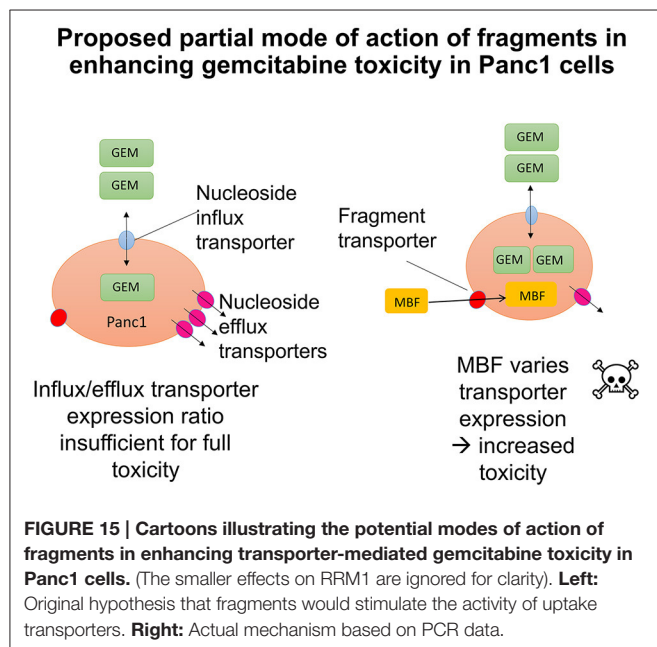 Proposed partial mode of action of fragments in
enhancing gemcitabine toxicity in Panc1 cells
GEM
GEM
Nucleoside
influx
transporter
GEM
Panc1
Nucleoside
efflux
transporters
Influx/efflux transporter
expression ratio
insufficient for full
toxicity
GEM
GEM
Fragment
transporter
GEM GEM
MBF
MBF
MBF varies
transporter
expression
→ increased
toxicity
FIGURE 15 | Cartoons illustrating the potential modes of action of
fragments in enhancing transporter-mediated gemcitabine toxicity in
Panc1 cells. (The smaller effects on RRM1 are ignored for clarity). Left:
Original hypothesis that fragments would stimulate the activity of uptake
transporters. Right: Actual mechanism based on PCR data.